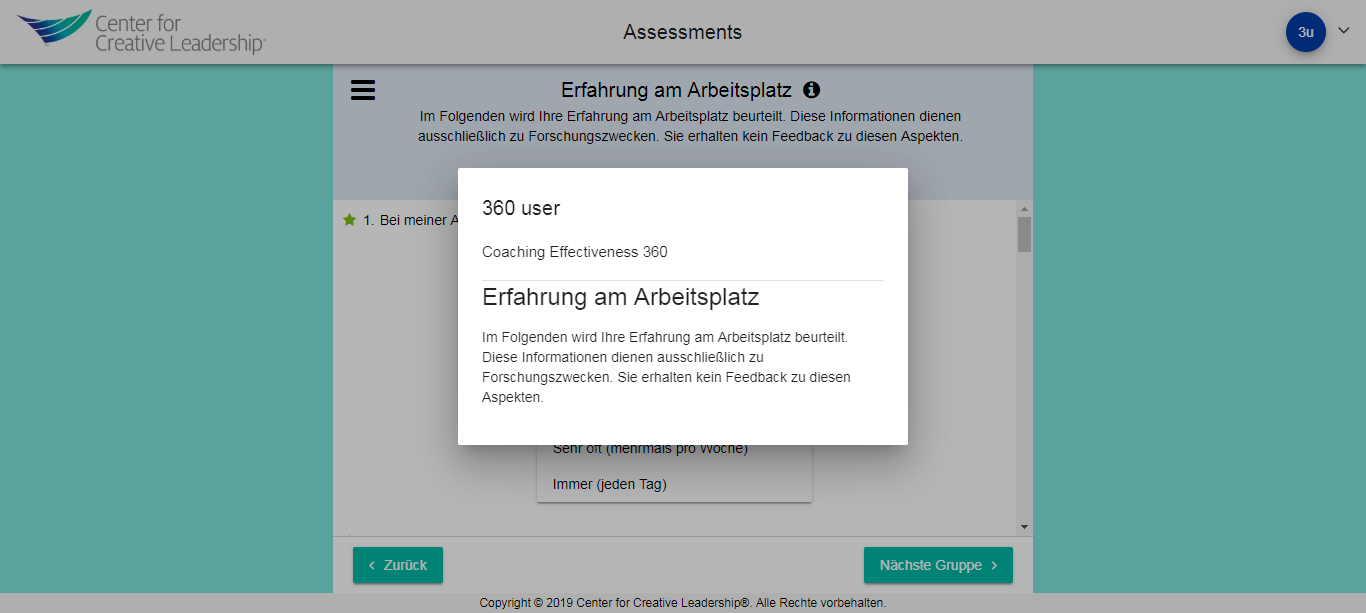 Center for
Creative Leadership®
Assessments
3u
Erfahrung am Arbeitsplatz
Im Folgenden wird Ihre Erfahrung am Arbeitsplatz beurteilt. Diese Informationen dienen
ausschließlich zu Forschungszwecken. Sie erhalten kein Feedback zu diesen Aspekten.
1. Bei meiner
360 user
Coaching Effectiveness 360
Erfahrung am Arbeitsplatz
Im Folgenden wird Ihre Erfahrung am Arbeitsplatz beurteilt.
Diese Informationen dienen ausschließlich zu
Forschungszwecken. Sie erhalten kein Feedback zu diesen
Aspekten.
Sehr oft (mehrmals pro Woche)
Immer (jeden Tag)
Zurück
Nächste Gruppe
Copyright © 2019 Center for Creative Leadership®. Alle Rechte vorbehalten.